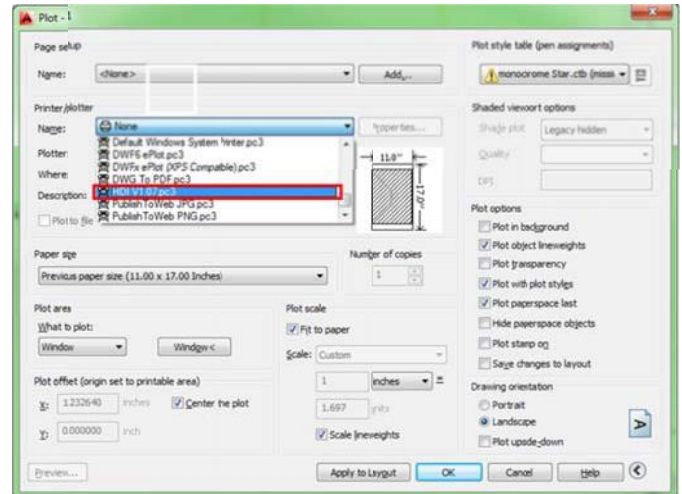 Plot - 1
Page setup
Name:
<None>
Add...
Plot style table (pen assignments)
monocrome Star.ctb (missi
Printer/plotter
Name:
None
Properties...
Default Windows System Printer.pc3
DWF6 ePlot.pc3
DWFx ePlot (XPS Compatible).pc3
DWG To PDF.pc3
HDI V1.07.pc3
PublishToWeb JPG.pc3
PublishToWeb PNG.pc3
Plotter:
Where:
Description:
Plot to file
11.0"
17.0"
Shaded viewport options
Shade plot
Legacy hidden
Quality
DPI
Paper size
Previous paper size (11.00 x 17.00 Inches)
Number of copies
1
Plot area
What to plot:
Window
Window<
Plot offset (origin set to printable area)
X:
1.232640
inches
Center the plot
Y:
0.000000
inch
Plot scale
Fit to paper
Scale:
Custom
1
inches
=
1.697
units
Scale lineweights
Plot options
Plot in background
Plot object lineweights
Plot transparency
Plot with plot styles
Plot paperspace last
Hide paperspace objects
Plot stamp on
Save changes to layout
Drawing orientation
Portrait
Landscape
Plot upside-down
A
Preview...
Apply to Layout
OK
Cancel
Help